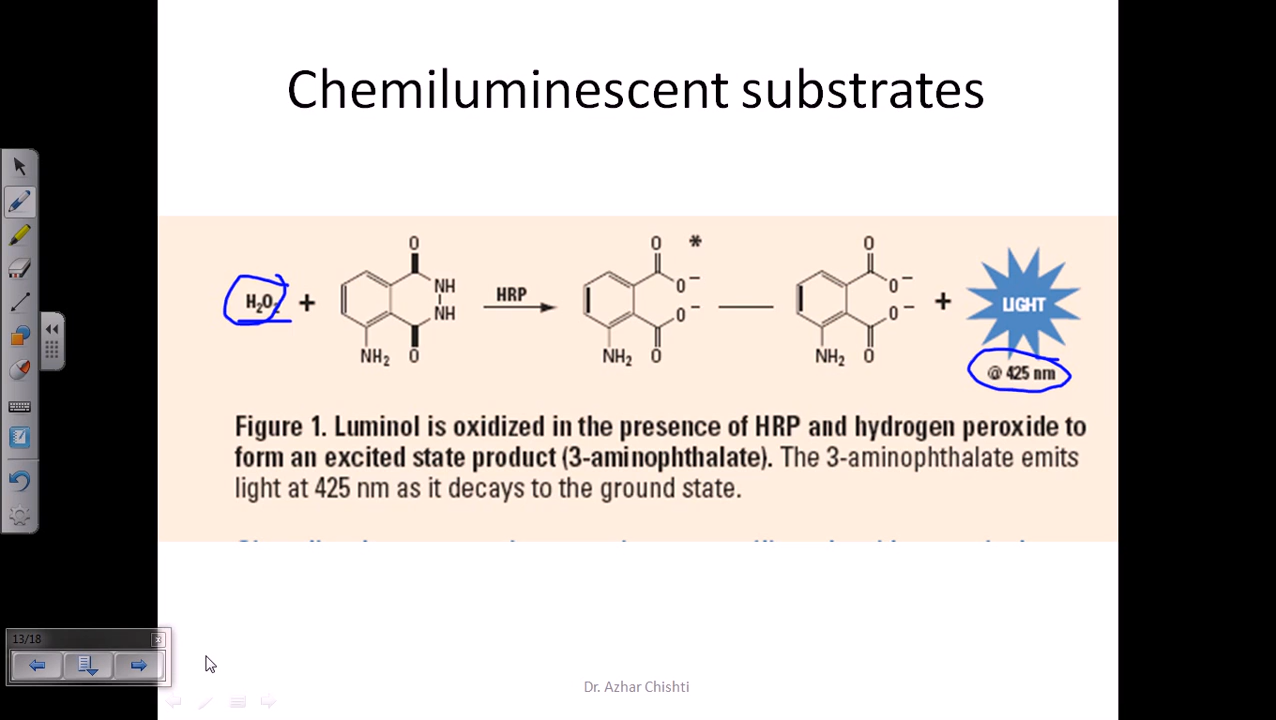 Chemiluminescent substrates
O * O O
H₂O₂ + NH HRP O⁻ O⁻ + LIGHT
NH O⁻ O⁻
NH₂ O NH₂ O NH₂ O @ 425 nm
Figure 1. Luminol is oxidized in the presence of HRP and hydrogen peroxide to
form an excited state product (3-aminophthalate). The 3-aminophthalate emits
light at 425 nm as it decays to the ground state.
13/18
Dr. Azhar Chishti